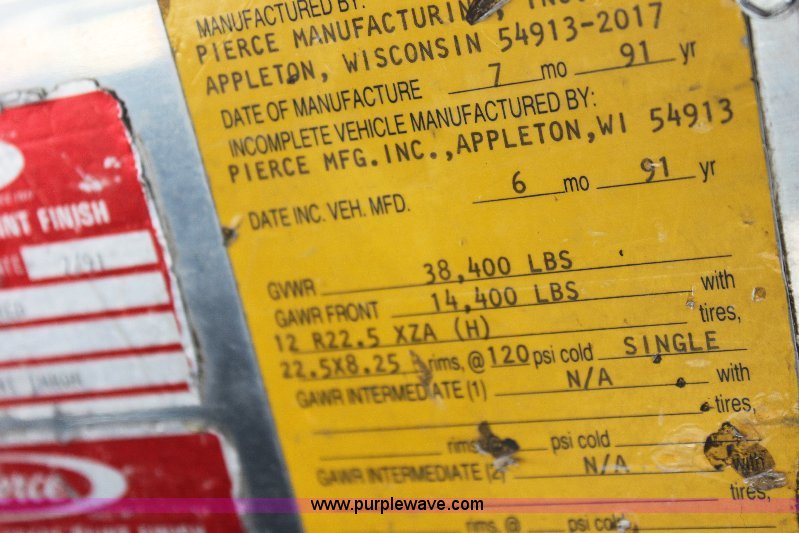 MANUFACTURED BY:
PIERCE MANUFACTURING, INC.
APPLETON, WISCONSIN 54913-2017
DATE OF MANUFACTURE 7 mo 91 yr
INCOMPLETE VEHICLE MANUFACTURED BY:
PIERCE MFG.INC.,APPLETON,WI 54913
DATE INC. VEH. MFD. 6 mo 91 yr
GVWR 38,400 LBS
GAWR FRONT 14,400 LBS with
12 R22.5 XZA (H) tires,
22.5X8.25 rims, @ 120 psi cold SINGLE
GAWR INTERMEDIATE (1) N/A with
tires,
rims psi cold
GAWR INTERMEDIATE (2) N/A with
tires,
rims, @ psi cold
NT FINISH
7/91
www.purplewave.com